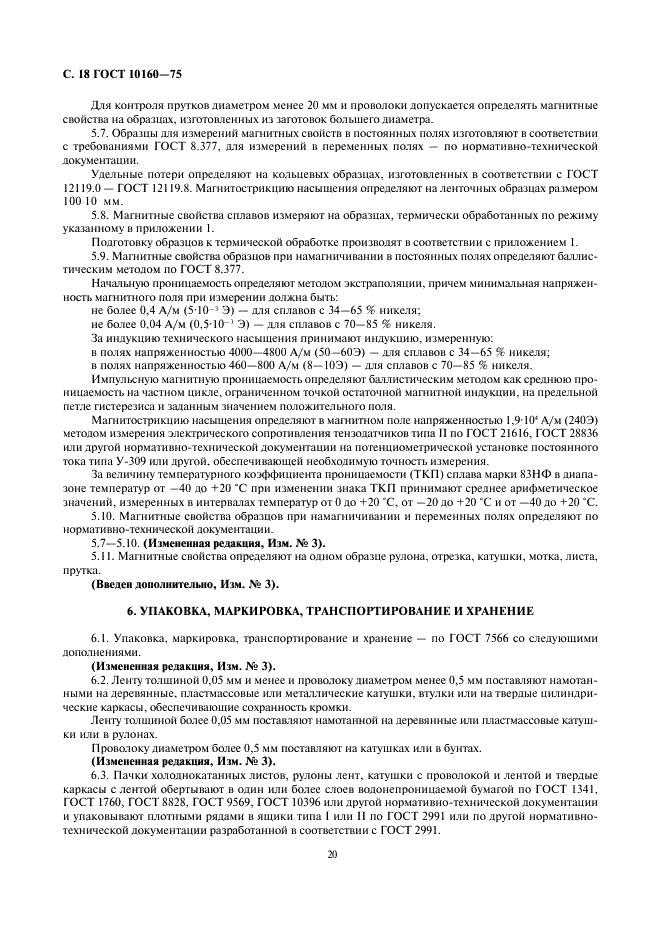 С. 18 ГОСТ 10160—75
Для контроля прутков диаметром менее 20 мм и проволоки допускается определять магнитные
свойства на образцах, изготовленных из заготовок большего диаметра.
5.7. Образцы для измерений магнитных свойств в постоянных полях изготовляют в соответствии
с требованиями ГОСТ 8.377, для измерений в переменных полях — по нормативно-технической
документации.
Удельные потери определяют на кольцевых образцах, изготовленных в соответствии с ГОСТ
12119.0 — ГОСТ 12119.8. Магнитострикцию насыщения определяют на ленточных образцах размером
100·10 мм.
5.8. Магнитные свойства сплавов измеряют на образцах, термически обработанных по режиму
указанному в приложении 1.
Подготовку образцов к термической обработке производят в соответствии с приложением 1.
5.9. Магнитные свойства образцов при намагничивании в постоянных полях определяют баллис-
тическим методом по ГОСТ 8.377.
Начальную проницаемость определяют методом экстраполяции, причем минимальная напряжен-
ность магнитного поля при измерении должна быть:
не более 0,4 А/м (5·10⁻³ Э) — для сплавов с 34—65 % никеля;
не более 0,04 А/м (0,5·10⁻³ Э) — для сплавов с 70—85 % никеля.
За индукцию технического насыщения принимают индукцию, измеренную:
в полях напряженностью 4000—4800 А/м (50—60Э) — для сплавов с 34—65 % никеля;
в полях напряженностью 460—800 А/м (8—10Э) — для сплавов с 70—85 % никеля.
Импульсную магнитную проницаемость определяют баллистическим методом как среднюю про-
ницаемость на частном цикле, ограниченном точкой остаточной магнитной индукции, на предельной
петле гистерезиса и заданным значением положительного поля.
Магнитострикцию насыщения определяют в магнитном поле напряженностью 1,9·10⁴ А/м (240Э)
методом измерения электрического сопротивления тензодатчиков типа II по ГОСТ 21616, ГОСТ 28836
или другой нормативно-технической документации на потенциометрической установке постоянного
тока типа У-309 или другой, обеспечивающей необходимую точность измерения.
За величину температурного коэффициента проницаемости (ТКП) сплава марки 83НФ в диапа-
зоне температур от —40 до +20 °С при изменении знака ТКП принимают среднее арифметическое
значений, измеренных в интервалах температур от 0 до +20 °С, от —20 до +20 °С и от —40 до +20 °С.
5.10. Магнитные свойства образцов при намагничивании и переменных полях определяют по
нормативно-технической документации.
5.7—5.10. (Измененная редакция, Изм. № 3).
5.11. Магнитные свойства определяют на одном образце рулона, отрезка, катушки, мотка, листа,
прутка.
(Введен дополнительно, Изм. № 3).
6. УПАКОВКА, МАРКИРОВКА, ТРАНСПОРТИРОВАНИЕ И ХРАНЕНИЕ
6.1. Упаковка, маркировка, транспортирование и хранение — по ГОСТ 7566 со следующими
дополнениями.
(Измененная редакция, Изм. № 3).
6.2. Ленту толщиной 0,05 мм и менее и проволоку диаметром менее 0,5 мм поставляют намотан-
ными на деревянные, пластмассовые или металлические катушки, втулки или на твердые цилиндри-
ческие каркасы, обеспечивающие сохранность кромки.
Ленту толщиной более 0,05 мм поставляют намотанной на деревянные или пластмассовые катуш-
ки или в рулонах.
Проволоку диаметром более 0,5 мм поставляют на катушках или в бунтах.
(Измененная редакция, Изм. № 3).
6.3. Пачки холоднокатанных листов, рулоны лент, катушки с проволокой и лентой и твердые
каркасы с лентой обертывают в один или более слоев водонепроницаемой бумагой по ГОСТ 1341,
ГОСТ 1760, ГОСТ 8828, ГОСТ 9569, ГОСТ 10396 или другой нормативно-технической документации
и упаковывают плотными рядами в ящики типа I или II по ГОСТ 2991 или по другой нормативно-
технической документации разработанной в соответствии с ГОСТ 2991.
20